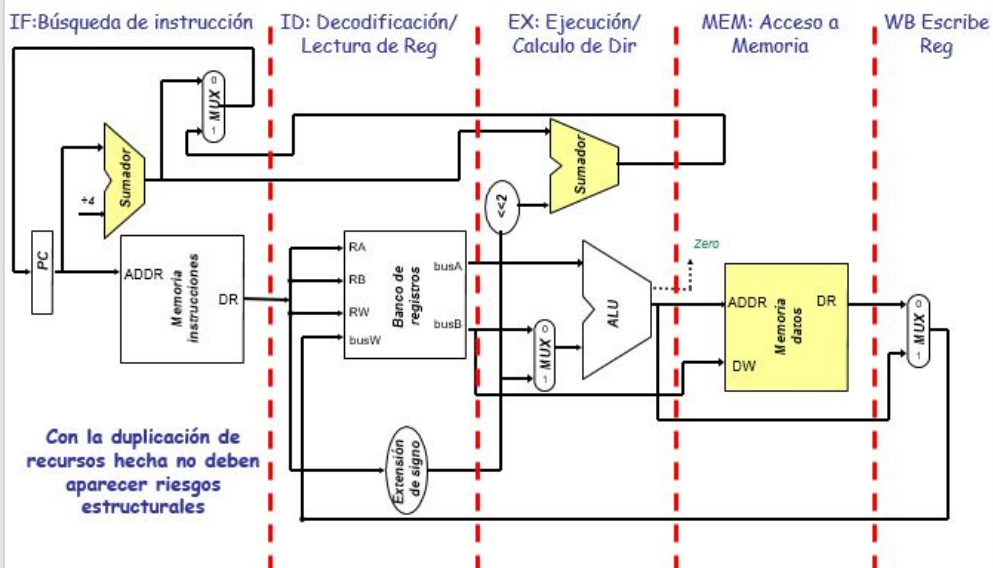 IF:Búsqueda de instrucción
ID: Decodificación/
Lectura de Reg
EX: Ejecución/
Calculo de Dir
MEM: Acceso a
Memoria
WB Escribe
Reg
0
MUX
1
Sumador
+4
Sumador
<<2
PC
ADDR
Memoria
instrucciones
DR
RA
RB
RW
busW
Banco de
registros
busA
busB
0
MUX
1
ALU
Zero
ADDR
DR
Memoria
datos
DW
0
MUX
1
Extensión
de signo
Con la duplicación de
recursos hecha no deben
aparecer riesgos
estructurales